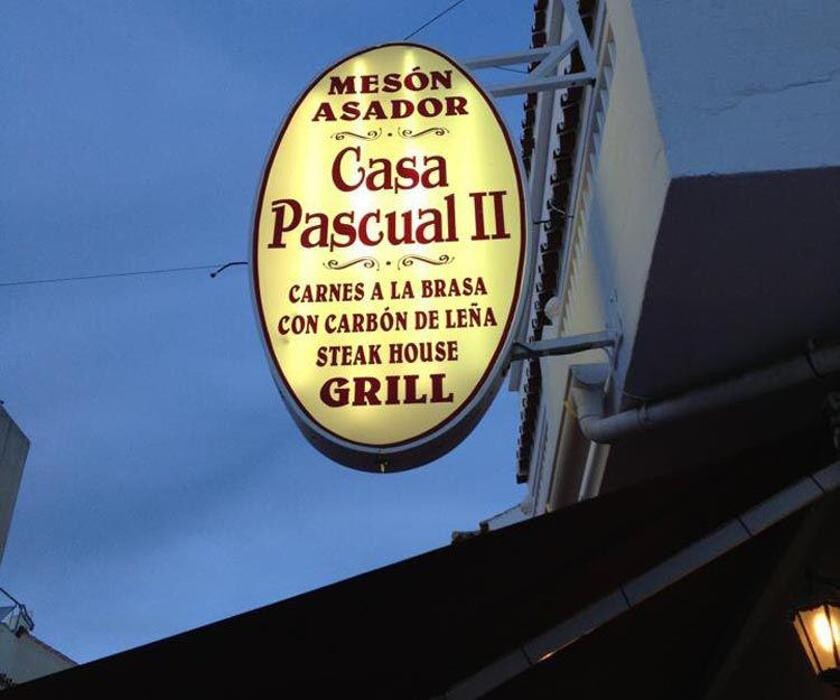 MESÓN
ASADOR
Casa
Pascual II
CARNES A LA BRASA
CON CARBÓN DE LEÑA
STEAK HOUSE
GRILL